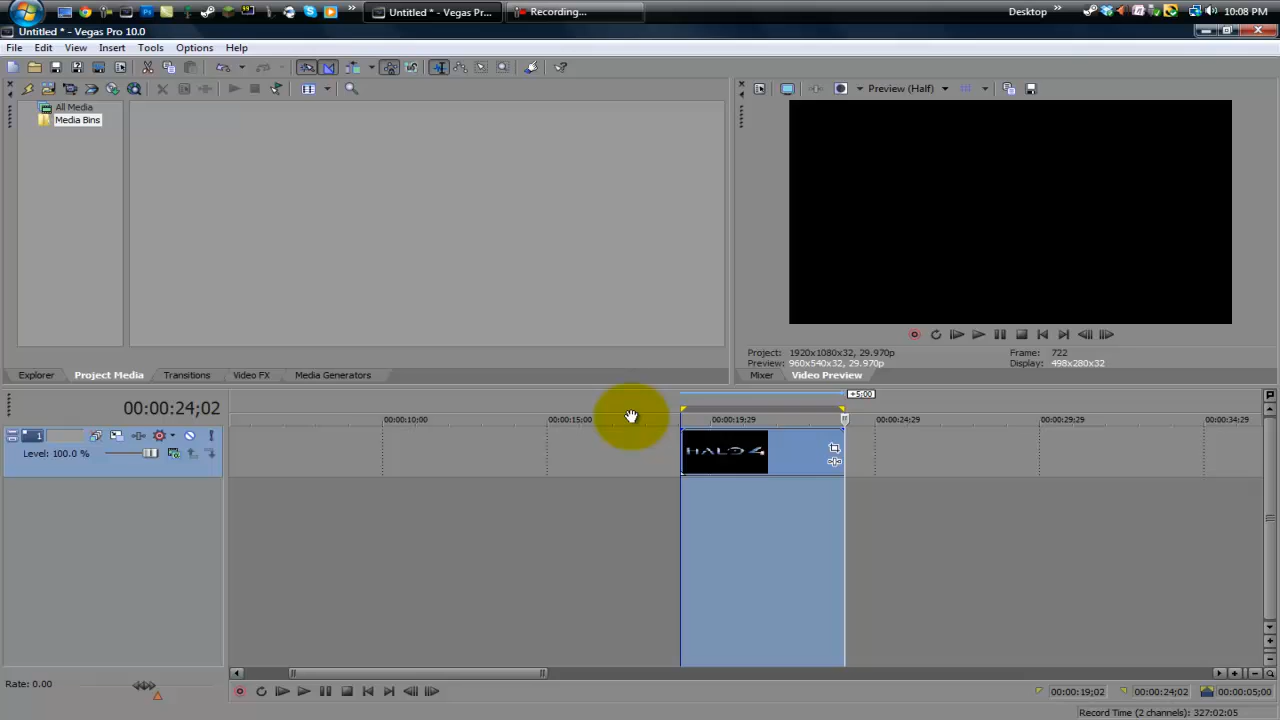 Untitled * - Vegas Pr...
Recording...
Desktop
10:08 PM
Untitled * - Vegas Pro 10.0
File Edit View Insert Tools Options Help
Preview (Half)
All Media
Media Bins
Project: 1920x1080x32, 29.970p
Frame: 722
Preview: 960x540x32, 29.970p
Display: 498x280x32
Explorer
Project Media
Transitions
Video FX
Media Generators
Mixer
Video Preview
00:00:24;02
+5:00
00:00:10;00
00:00:15;00
00:00:19;29
00:00:24;29
00:00:29;29
00:00:34;29
1
Level: 100.0 %
HALO 4
Rate: 0.00
00:00:19;02
00:00:24;02
00:00:05;00
Record Time (2 channels): 327:02:05